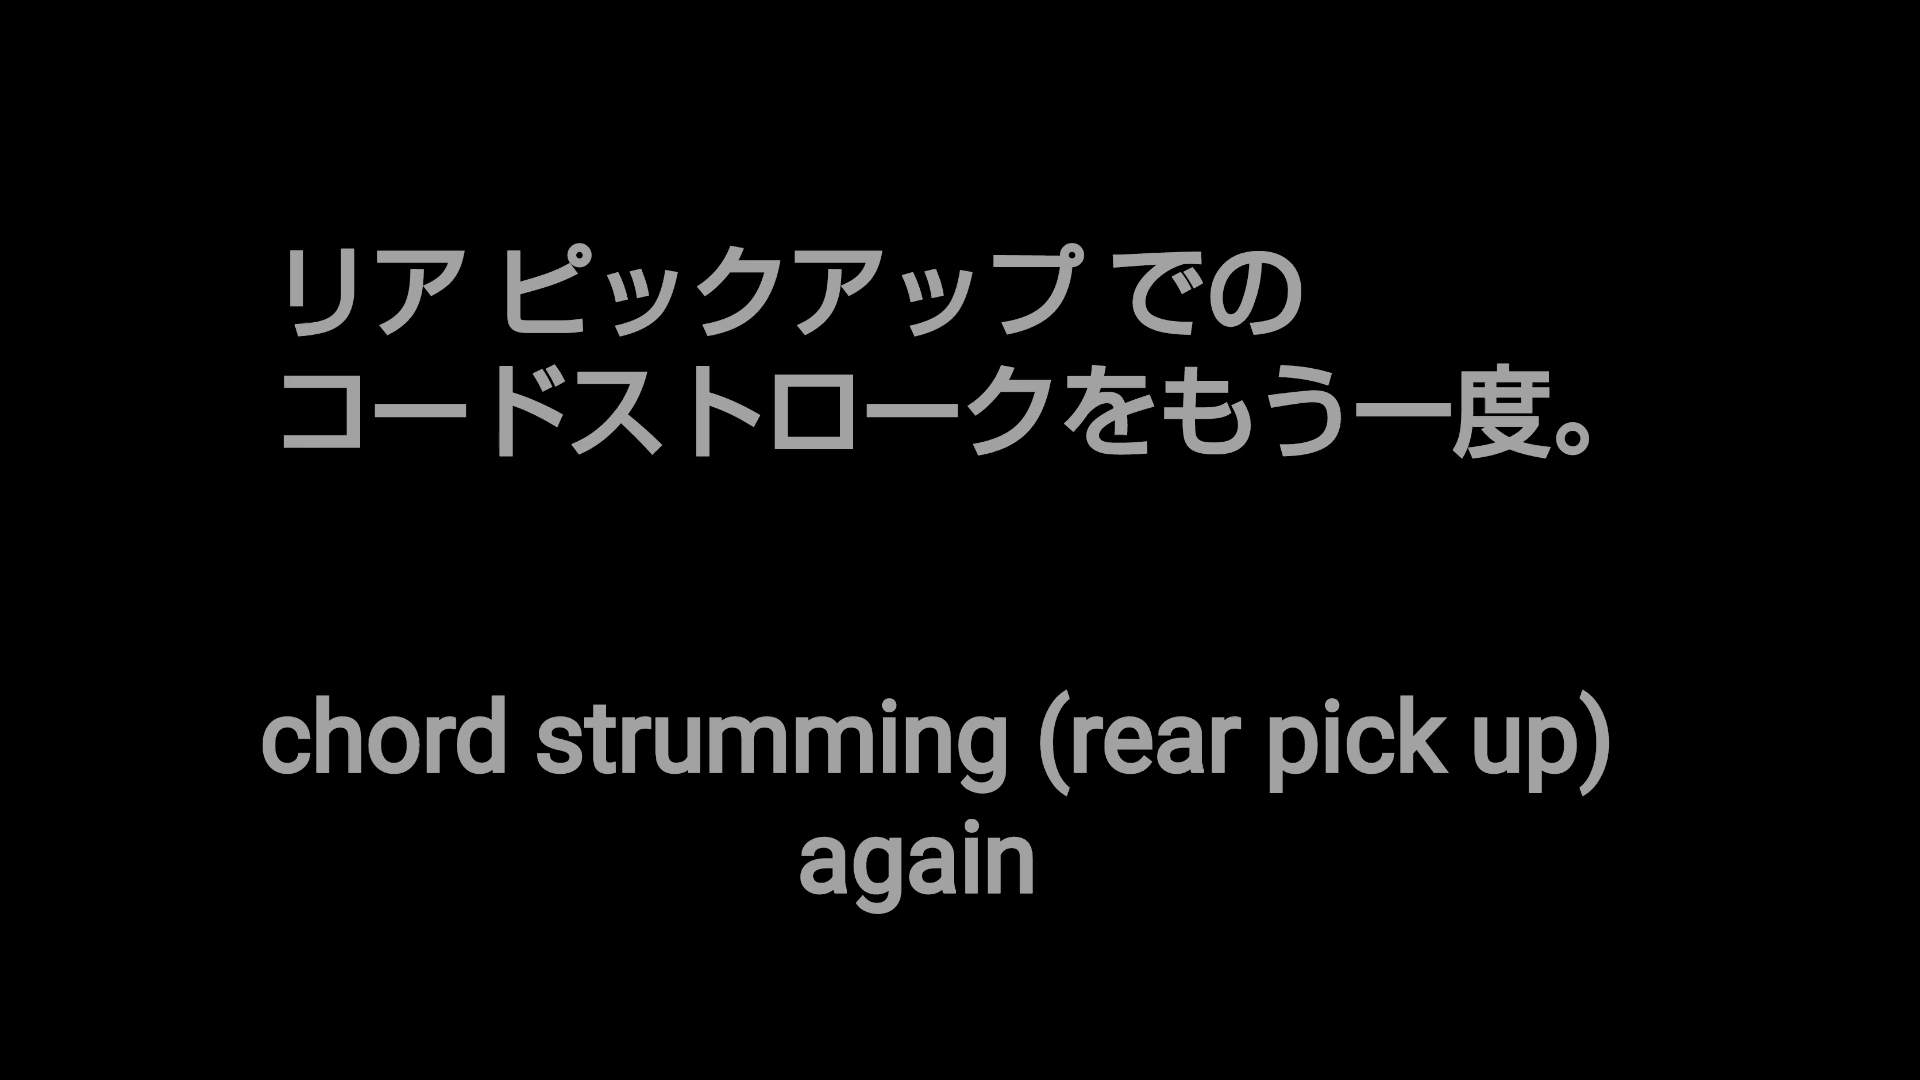 リア ピックアップ での
コードストロークをもう一度。
chord strumming (rear pick up)
again